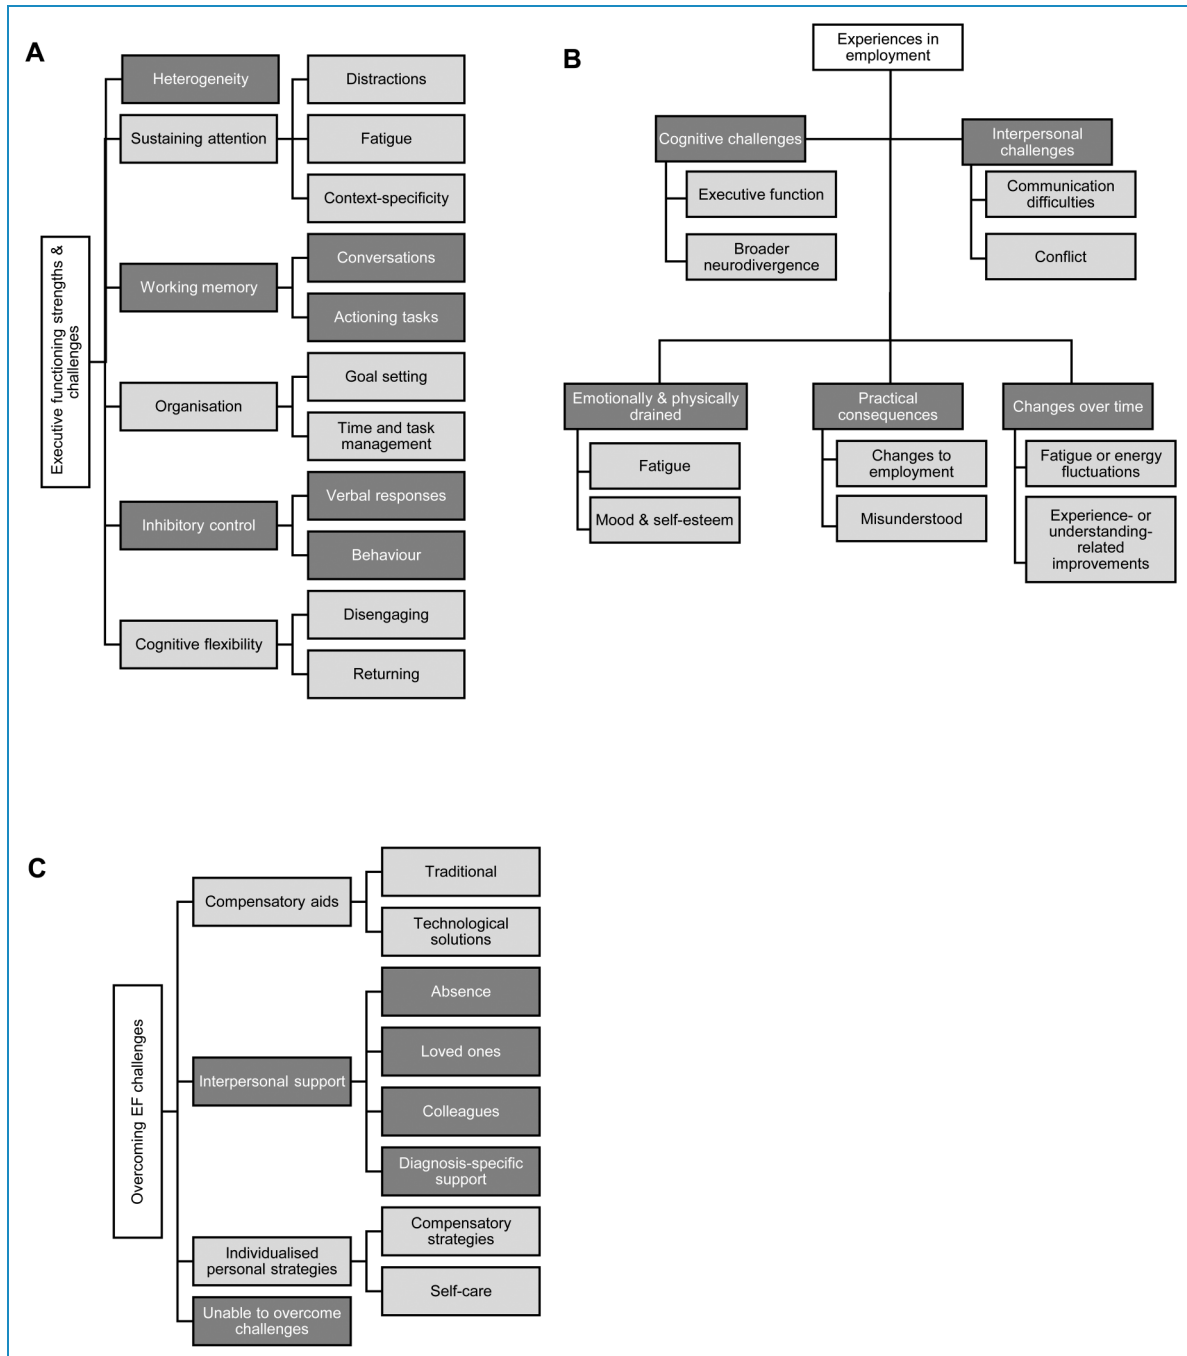 A
Executive functioning strengths &
challenges
Heterogeneity
Sustaining attention
Distractions
Fatigue
Context-specificity
Working memory
Conversations
Actioning tasks
Organisation
Goal setting
Time and task
management
Inhibitory control
Verbal responses
Behaviour
Cognitive flexibility
Disengaging
Returning
B
Experiences in
employment
Cognitive challenges
Executive function
Broader
neurodivergence
Interpersonal
challenges
Communication
difficulties
Conflict
Emotionally & physically
drained
Fatigue
Mood & self-esteem
Practical
consequences
Changes to
employment
Misunderstood
Changes over time
Fatigue or energy
fluctuations
Experience- or
understanding-
related
improvements
C
Overcoming EF challenges
Compensatory aids
Traditional
Technological
solutions
Interpersonal support
Absence
Loved ones
Colleagues
Diagnosis-specific
support
Individualised
personal strategies
Compensatory
strategies
Self-care
Unable to overcome
challenges